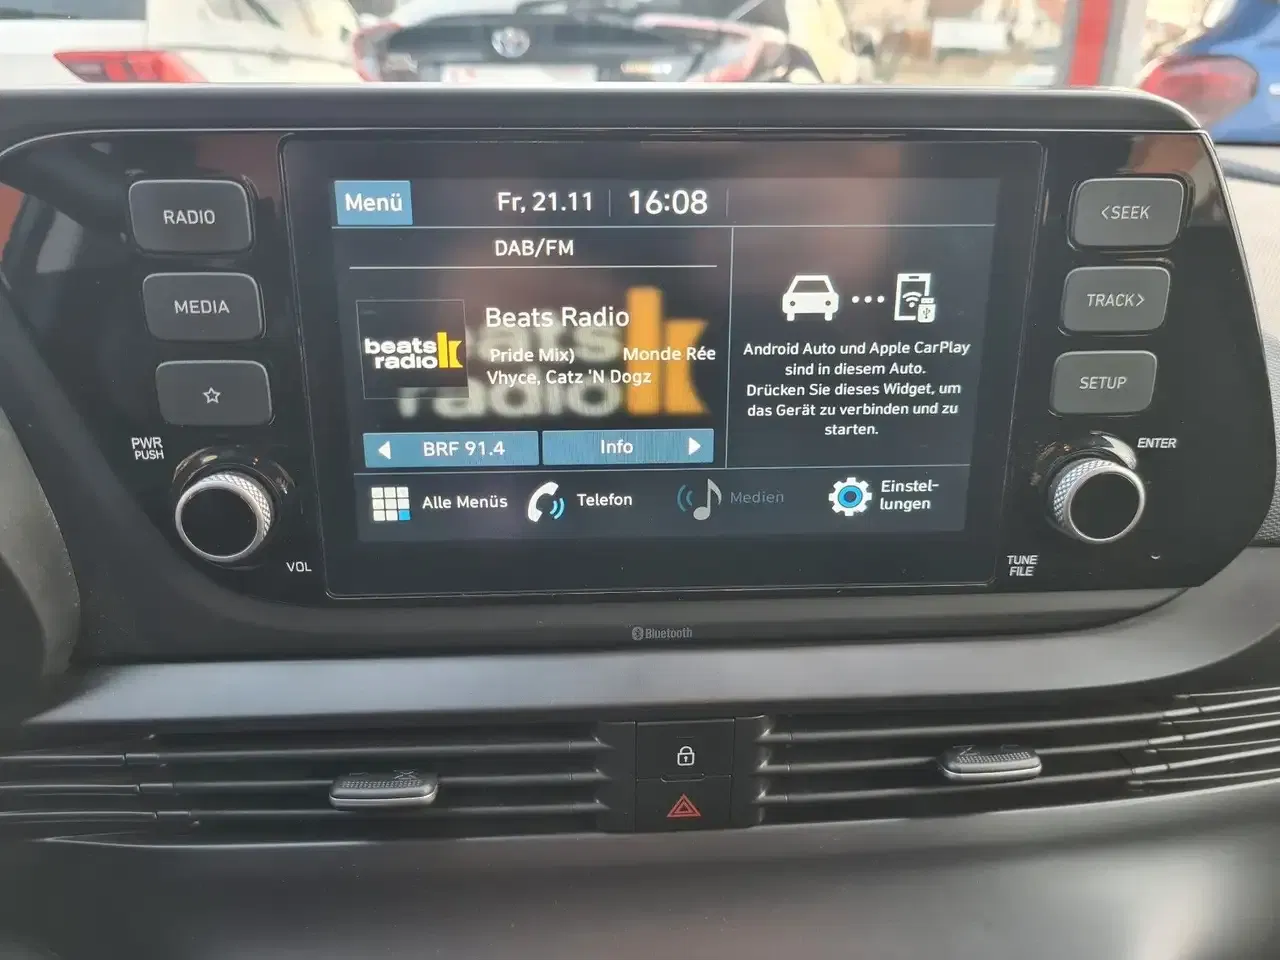 RADIO
MEDIA
PWR
PUSH
VOL
Menü
Fr, 21.11
16:08
DAB/FM
beats
radio
Beats Radio
Pride Mix) Monde Rée
Vhyce, Catz 'N Dogz
BRF 91.4
Info
Android Auto und Apple CarPlay
sind in diesem Auto.
Drücken Sie dieses Widget, um
das Gerät zu verbinden und zu
starten.
Alle Menüs
Telefon
Medien
Einstel-
lungen
<SEEK
TRACK>
SETUP
ENTER
TUNE
FILE
Bluetooth